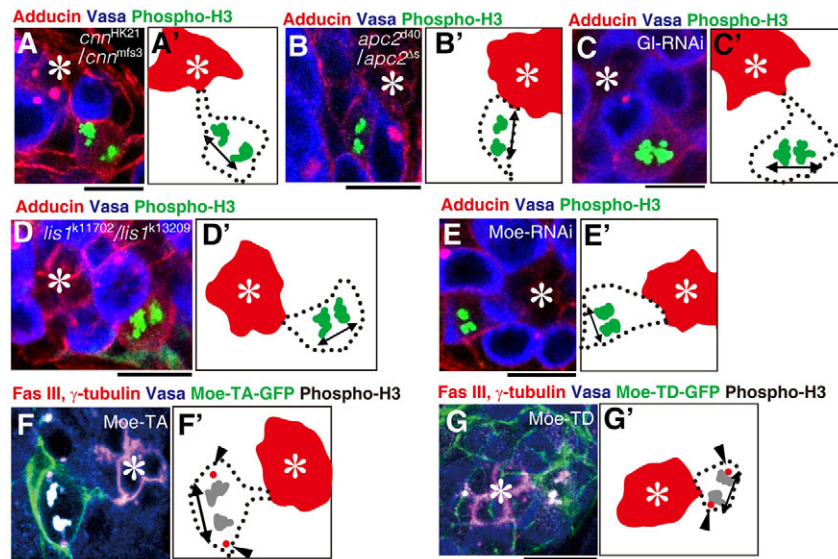 Adducin Vasa Phospho-H3 Adducin Vasa Phospho-H3 Adducin Vasa Phospho-H3
A cnn^HK21 /cnn^mfs3 A' B apc2^d40 /apc2^Δs B' C Gl-RNAi C'
Adducin Vasa Phospho-H3 Adducin Vasa Phospho-H3
D lis1^k11702/lis1^k13209 D' E Moe-RNAi E'
Fas III, γ-tubulin Vasa Moe-TA-GFP Phospho-H3 Fas III, γ-tubulin Vasa Moe-TD-GFP Phospho-H3
F Moe-TA F' G Moe-TD G'